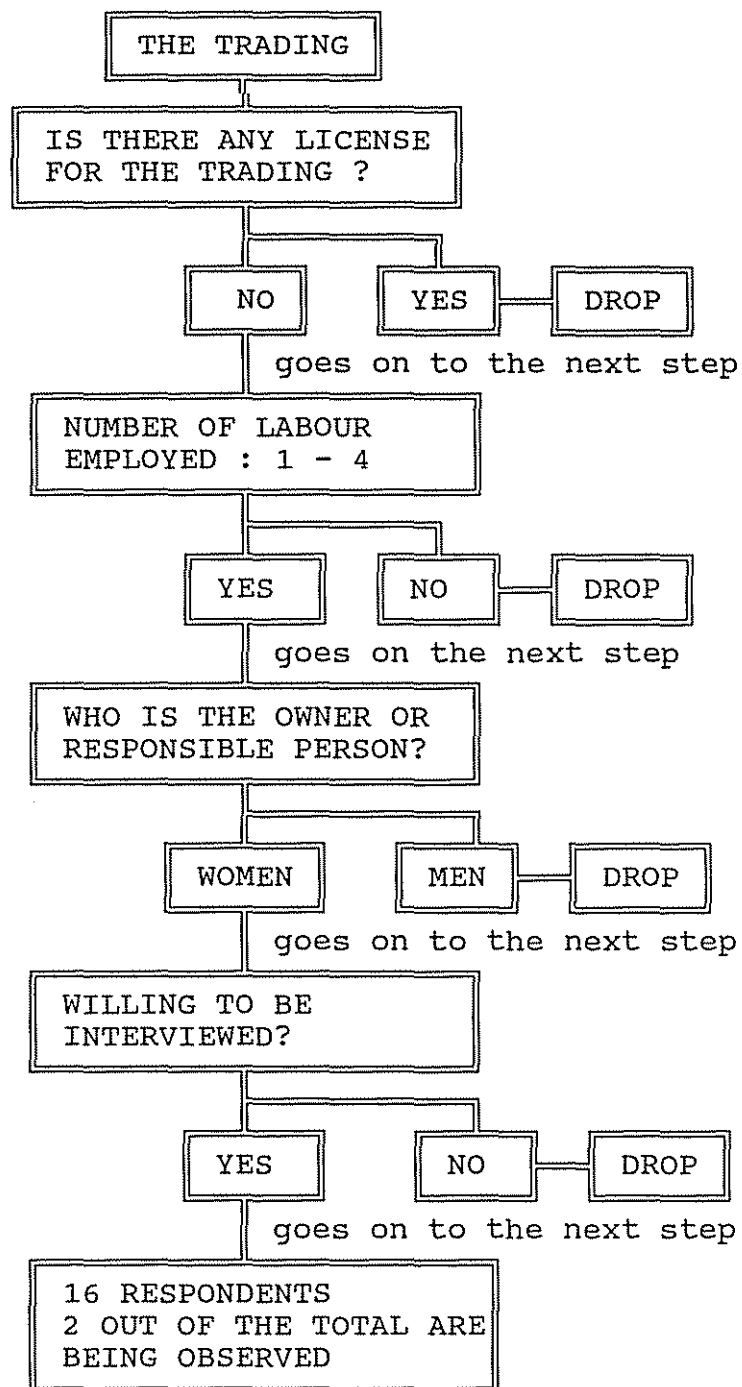 THE TRADING
IS THERE ANY LICENSE
FOR THE TRADING ?
NO
YES
DROP
goes on to the next step
NUMBER OF LABOUR
EMPLOYED : 1 - 4
YES
NO
DROP
goes on the next step
WHO IS THE OWNER OR
RESPONSIBLE PERSON?
WOMEN
MEN
DROP
goes on to the next step
WILLING TO BE
INTERVIEWED?
YES
NO
DROP
goes on to the next step
16 RESPONDENTS
2 OUT OF THE TOTAL ARE
BEING OBSERVED